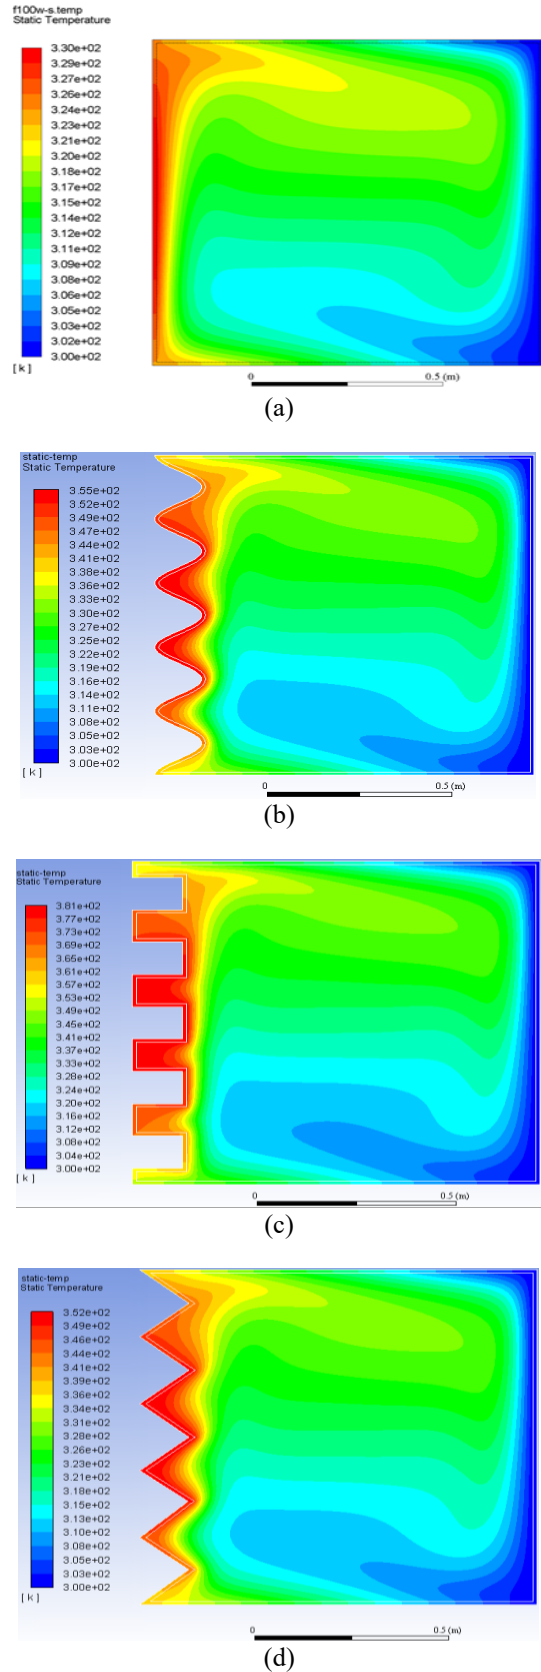 f100w-s.temp
Static Temperature
3.30e+02
3.29e+02
3.27e+02
3.26e+02
3.24e+02
3.23e+02
3.21e+02
3.20e+02
3.18e+02
3.17e+02
3.15e+02
3.14e+02
3.12e+02
3.11e+02
3.09e+02
3.08e+02
3.06e+02
3.05e+02
3.03e+02
3.02e+02
3.00e+02
[ k ]
0 0.5 (m)
(a)
static-temp
Static Temperature
3.55e+02
3.52e+02
3.49e+02
3.47e+02
3.44e+02
3.41e+02
3.38e+02
3.36e+02
3.33e+02
3.30e+02
3.27e+02
3.25e+02
3.22e+02
3.19e+02
3.16e+02
3.14e+02
3.11e+02
3.08e+02
3.05e+02
3.03e+02
3.00e+02
[ k ]
0 0.5 (m)
(b)
static-temp
Static Temperature
3.81e+02
3.77e+02
3.73e+02
3.69e+02
3.65e+02
3.61e+02
3.57e+02
3.53e+02
3.49e+02
3.45e+02
3.41e+02
3.37e+02
3.33e+02
3.28e+02
3.24e+02
3.20e+02
3.16e+02
3.12e+02
3.08e+02
3.04e+02
3.00e+02
[ k ]
0 0.5 (m)
(c)
static-temp
Static Temperature
3.52e+02
3.49e+02
3.46e+02
3.44e+02
3.41e+02
3.39e+02
3.36e+02
3.34e+02
3.31e+02
3.28e+02
3.26e+02
3.23e+02
3.21e+02
3.18e+02
3.15e+02
3.13e+02
3.10e+02
3.08e+02
3.05e+02
3.03e+02
3.00e+02
[ k ]
0 0.5 (m)
(d)